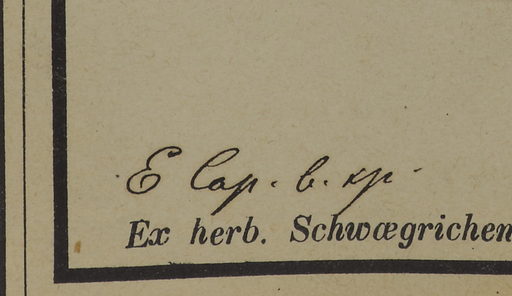 E Cap. b. sp.
Ex herb. Schwægrichen